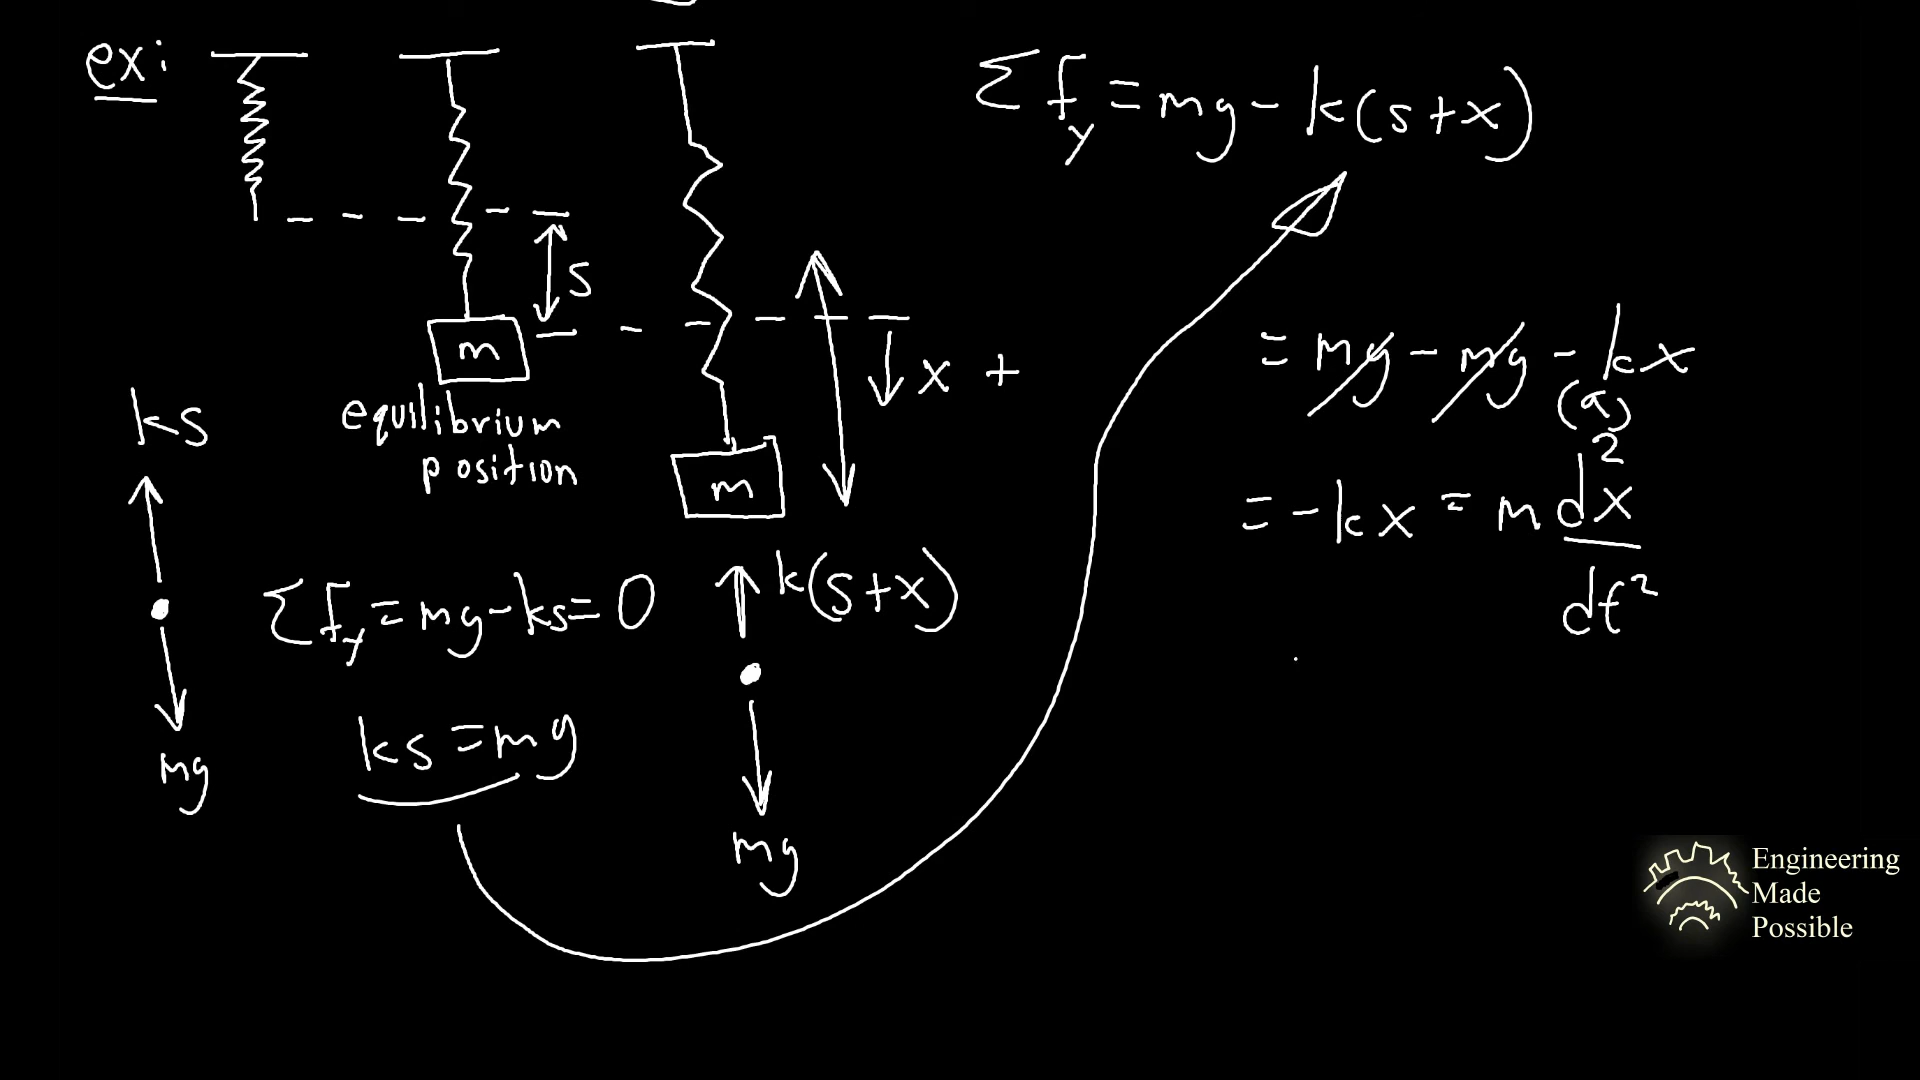 ex:
Σfy = mg - k(s+x)
s
m
x +
= mg - mg - kx
(a)
ks
equilibrium
position
m
= -kx = m d²x
dt²
Σfy = mg - ks = 0
k(s+x)
ks = mg
mg
mg
Engineering
Made
Possible